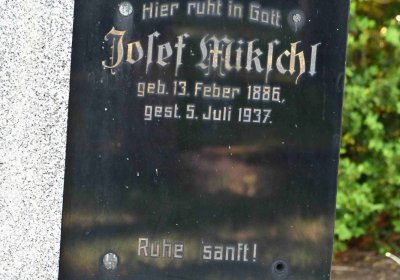 Hier ruht in Gott
Josef Mikschl
geb. 13. Feber 1886,
gest. 5. Juli 1937.
Ruhe sanft!